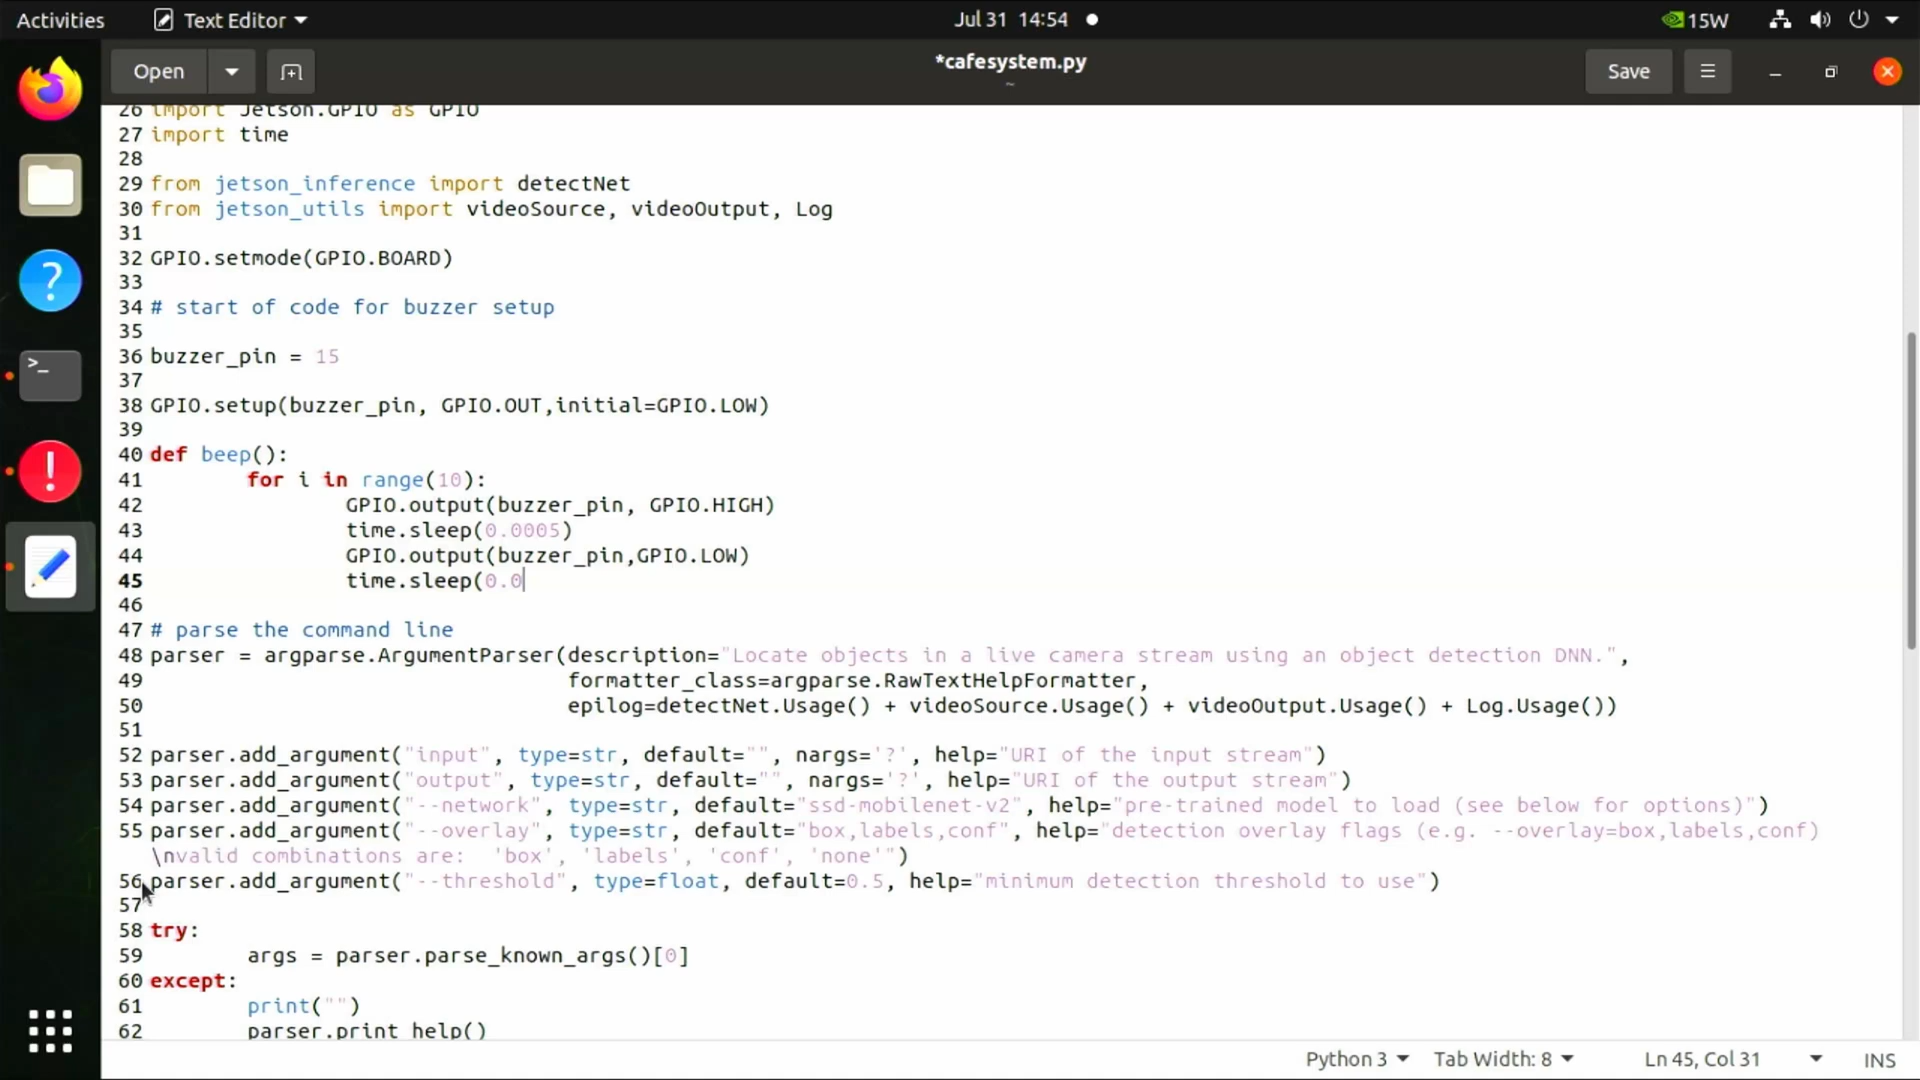 Activities
Text Editor
Jul 31 14:54
15W
Open
*cafesystem.py
~
Save
26 import Jetson.GPIO as GPIO
27 import time
28
29 from jetson_inference import detectNet
30 from jetson_utils import videoSource, videoOutput, Log
31
32 GPIO.setmode(GPIO.BOARD)
33
34 # start of code for buzzer setup
35
36 buzzer_pin = 15
37
38 GPIO.setup(buzzer_pin, GPIO.OUT,initial=GPIO.LOW)
39
40 def beep():
41 for i in range(10):
42 GPIO.output(buzzer_pin, GPIO.HIGH)
43 time.sleep(0.0005)
44 GPIO.output(buzzer_pin,GPIO.LOW)
45 time.sleep(0.0
46
47 # parse the command line
48 parser = argparse.ArgumentParser(description="Locate objects in a live camera stream using an object detection DNN.",
49 formatter_class=argparse.RawTextHelpFormatter,
50 epilog=detectNet.Usage() + videoSource.Usage() + videoOutput.Usage() + Log.Usage())
51
52 parser.add_argument("input", type=str, default="", nargs='?', help="URI of the input stream")
53 parser.add_argument("output", type=str, default="", nargs='?', help="URI of the output stream")
54 parser.add_argument("--network", type=str, default="ssd-mobilenet-v2", help="pre-trained model to load (see below for options)")
55 parser.add_argument("--overlay", type=str, default="box,labels,conf", help="detection overlay flags (e.g. --overlay=box,labels,conf)
\nvalid combinations are: 'box', 'labels', 'conf', 'none'")
56 parser.add_argument("--threshold", type=float, default=0.5, help="minimum detection threshold to use")
57
58 try:
59 args = parser.parse_known_args()[0]
60 except:
61 print("")
62 parser.print_help()
Python 3
Tab Width: 8
Ln 45, Col 31
INS